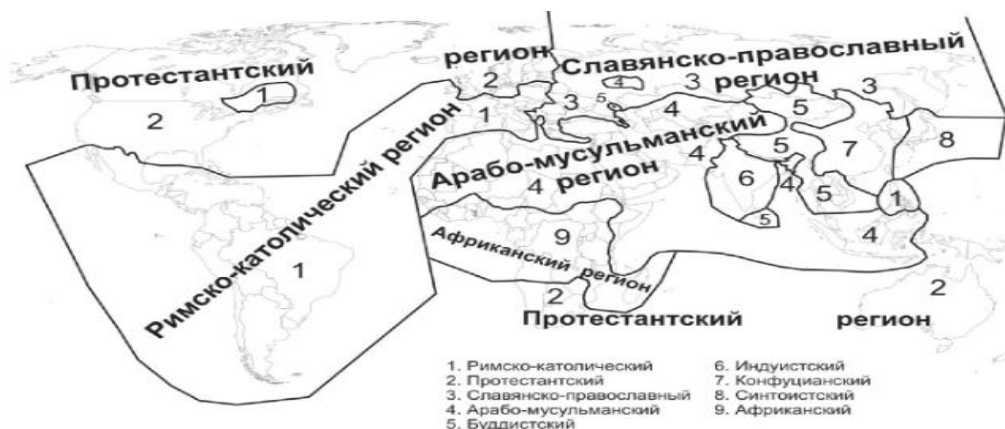 Протестантский регион
Славянско-православный
регион
Римско-католический регион
Арабо-мусульманский
регион
Африканский регион
Протестантский регион
1
2
2
1
3
4
5
3
3
4
5
5
4
6
5
4
5
7
8
1
4
5
4
9
2
1
2
3
1. Римско-католический
2. Протестантский
3. Славянско-православный
4. Арабо-мусульманский
5. Буддистский
6. Индуистский
7. Конфуцианский
8. Синтоистский
9. Африканский